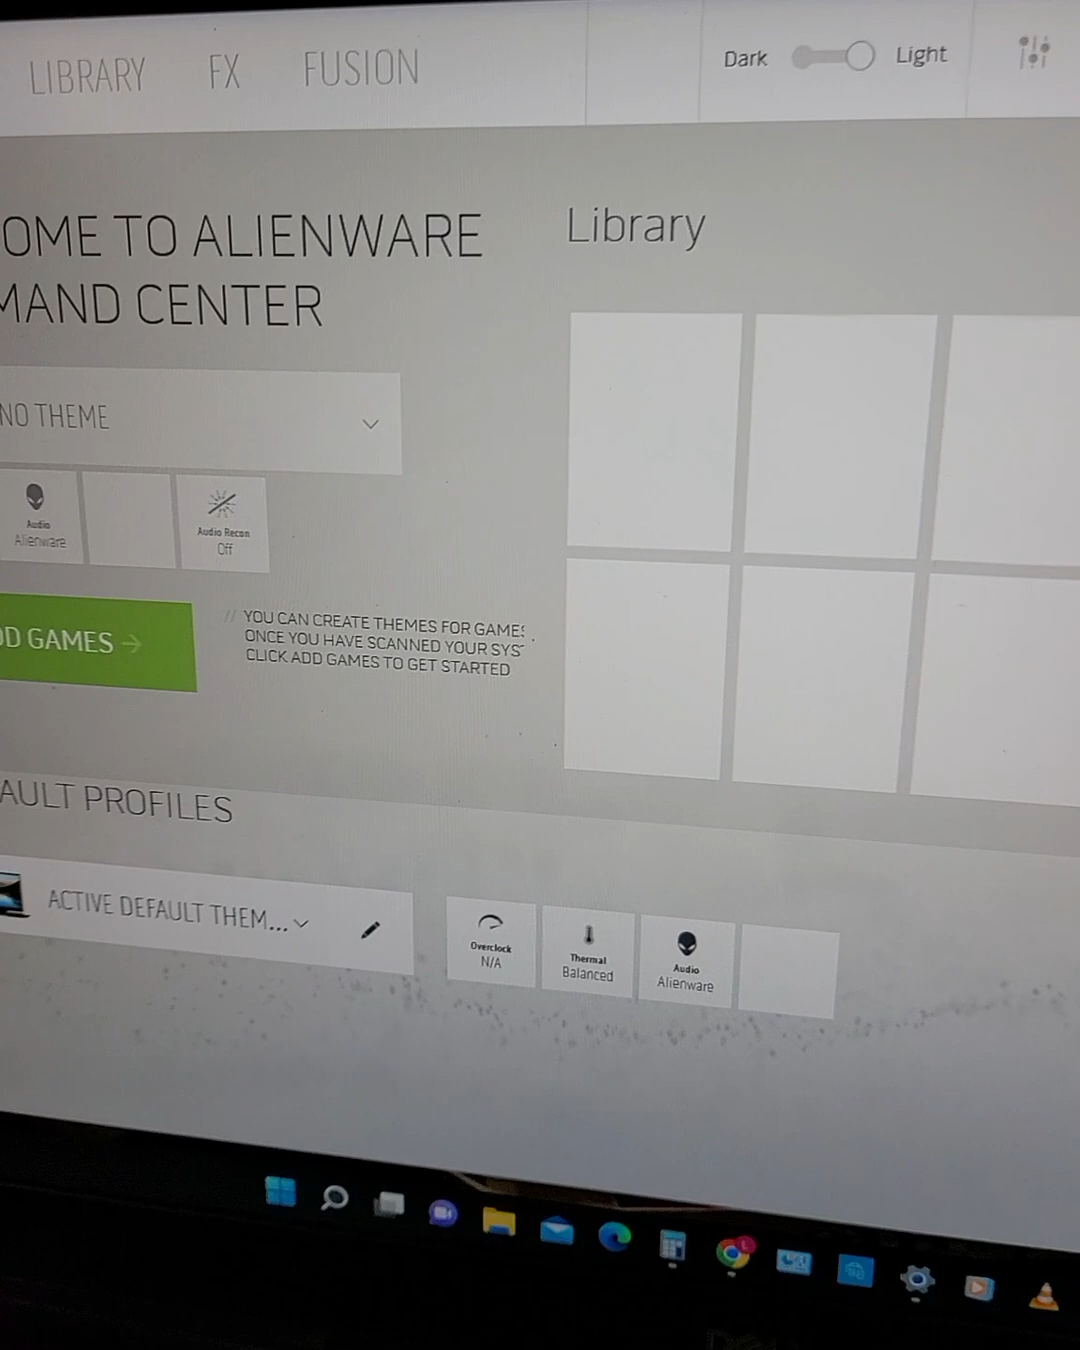 LIBRARY FX FUSION
Dark Light
OME TO ALIENWARE
MAND CENTER
Library
NO THEME
Audio
Alienware
Audio Recon
Off
DD GAMES →
// YOU CAN CREATE THEMES FOR GAMES
ONCE YOU HAVE SCANNED YOUR SYS
CLICK ADD GAMES TO GET STARTED
AULT PROFILES
ACTIVE DEFAULT THEM...
Overclock
N/A
Thermal
Balanced
Audio
Alienware